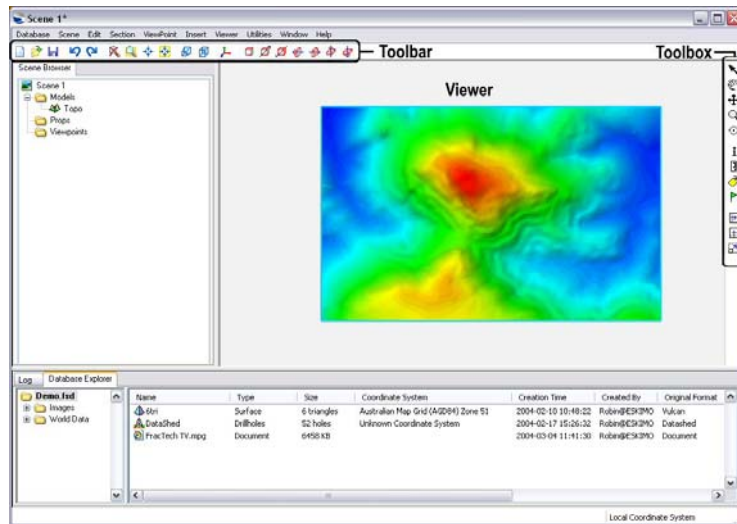 Scene 1*
Database Scene Edit Section ViewPoint Insert Viewer Utilities Window Help
Toolbar
Toolbox
Scene Browser
Scene 1
Models
Topo
Props
Viewpoints
Viewer
Log Database Explorer
Demo.fxd
Images
World Data
Name Type Size Coordinate System Creation Time Created By Original Format
6tri Surface 6 triangles Australian Map Grid (AGD84) Zone 51 2004-02-10 10:48:22 Robin@ESKIMO Vulcan
DataShed Drillholes 52 holes Unknown Coordinate System 2004-02-17 15:26:32 Robin@ESKIMO Datashed
FracTech TV.mpg Document 6458 KB 2004-03-04 11:41:30 Robin@ESKIMO Document
Local Coordinate System